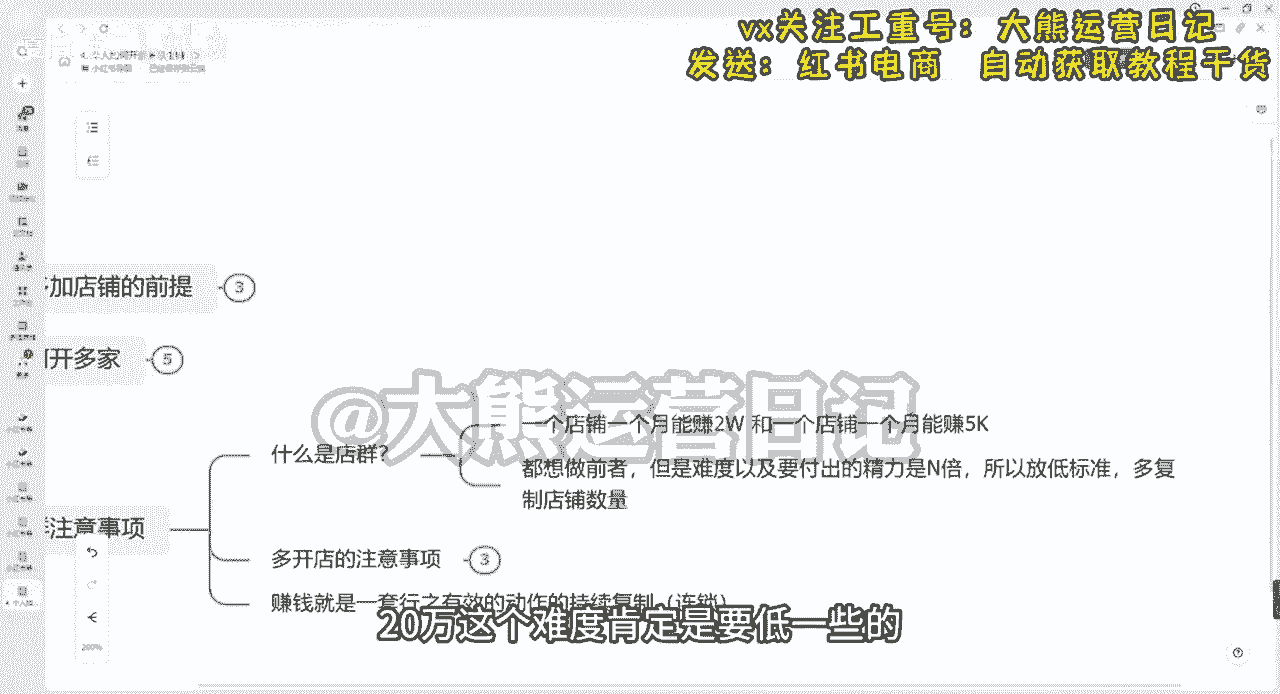 vx关注工重号：大熊运营日记
发送：红书电商 自动获取教程干货
加店铺的前提
3
开多家
5
@大熊运营日记
一个店铺一个月能赚2W 和一个店铺一个月能赚5K
什么是店群？
都想做前者，但是难度以及要付出的精力是N倍，所以放低标准，多复
制店铺数量
注意事项
多开店的注意事项
3
赚钱就是一套行之有效的动作的持续复制（连锁）
20万这个难度肯定是要低一些的
200%